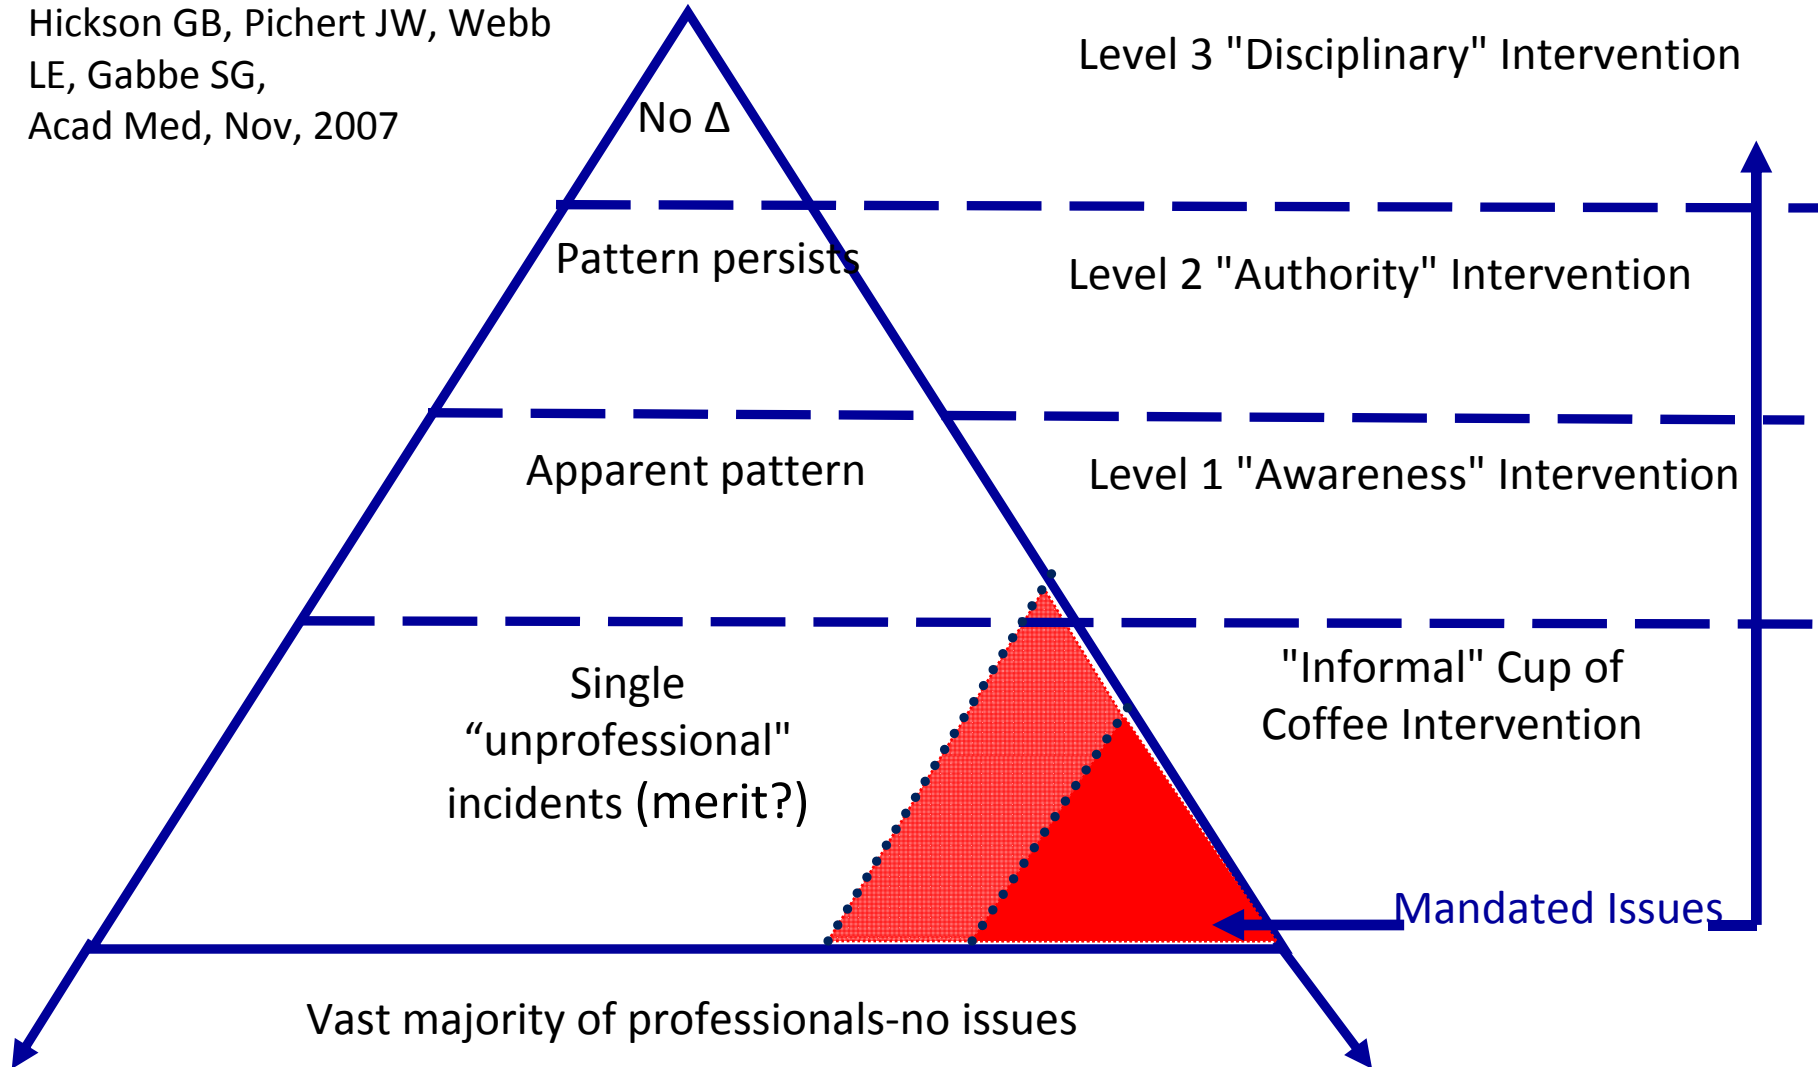 Hickson GB, Pichert JW, Webb
LE, Gabbe SG,
Acad Med, Nov, 2007
Level 3 "Disciplinary" Intervention
No Δ
Pattern persists
Level 2 "Authority" Intervention
Apparent pattern
Level 1 "Awareness" Intervention
Single
“unprofessional"
incidents (merit?)
"Informal" Cup of
Coffee Intervention
Mandated Issues
Vast majority of professionals-no issues